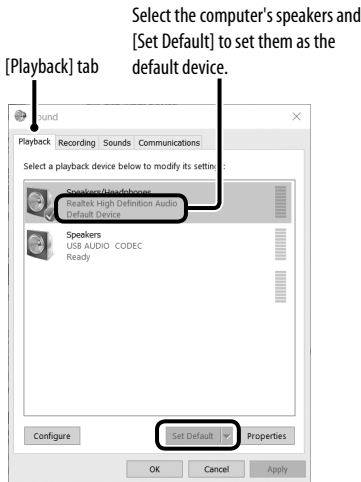 Select the computer's speakers and
[Set Default] to set them as the
default device.
[Playback] tab
Sound
Playback Recording Sounds Communications
Select a playback device below to modify its settings:
Speakers/Headphones
Realtek High Definition Audio
Default Device
Speakers
USB AUDIO CODEC
Ready
Configure Set Default Properties
OK Cancel Apply